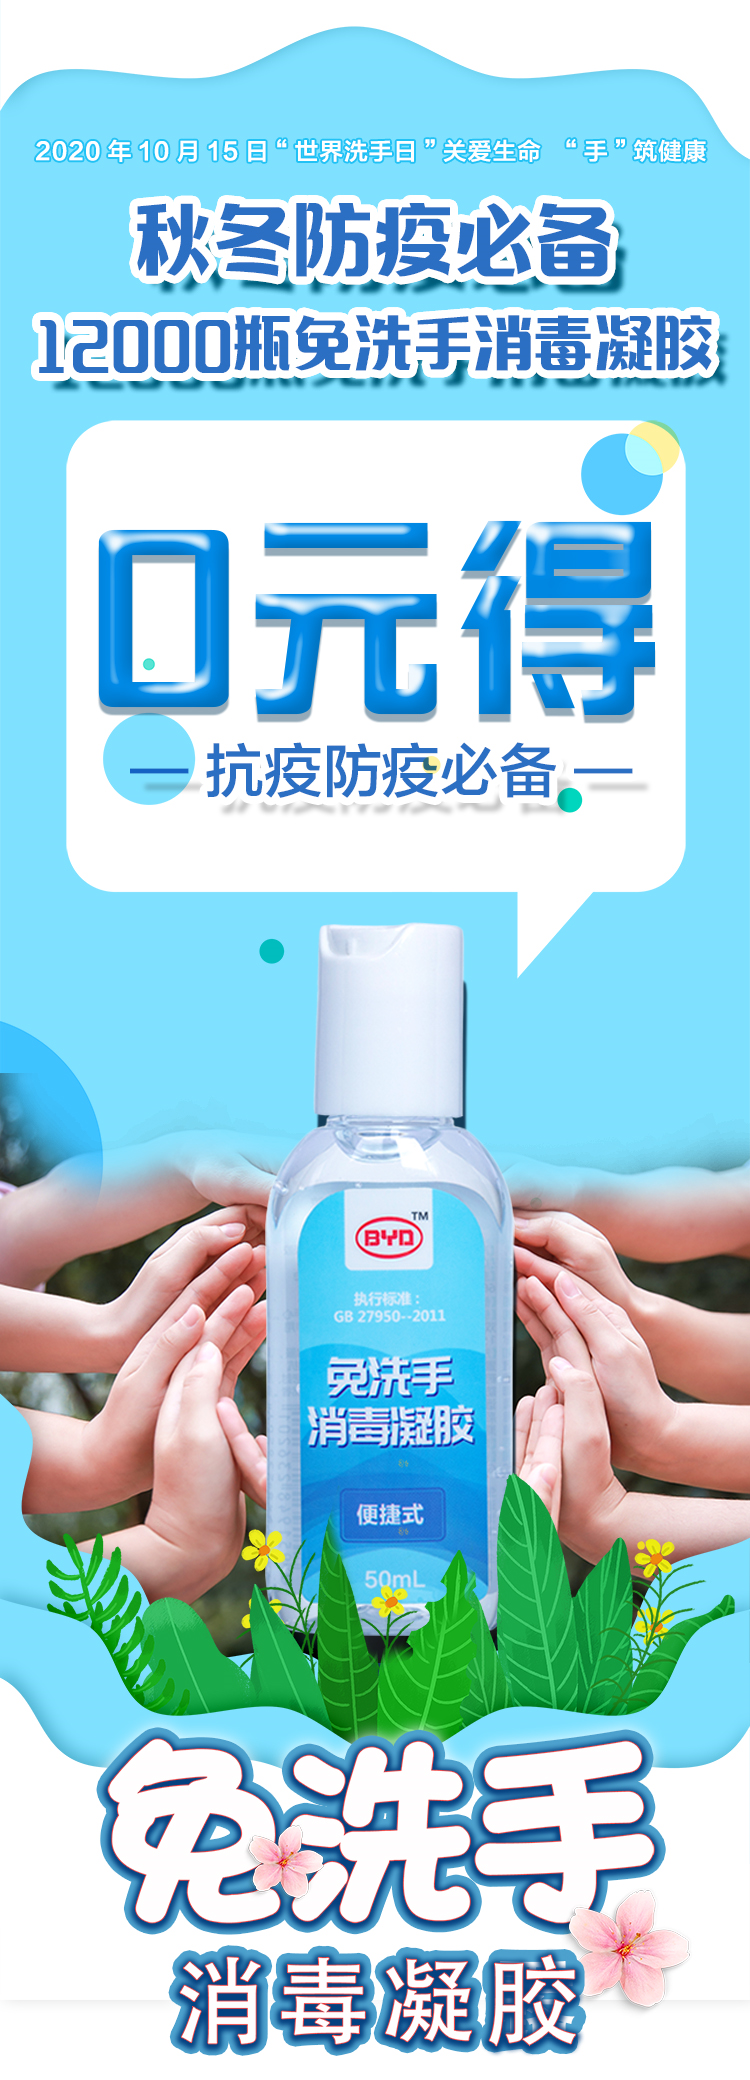 2020年10月15日“世界洗手日”关爱生命 “手”筑健康
秋冬防疫必备
12000瓶免洗手消毒凝胶
0元得
—抗疫防疫必备—
BYD TM
执行标准：
GB 27950--2011
免洗手
消毒凝胶
便捷式
50mL
免洗手
消毒凝胶